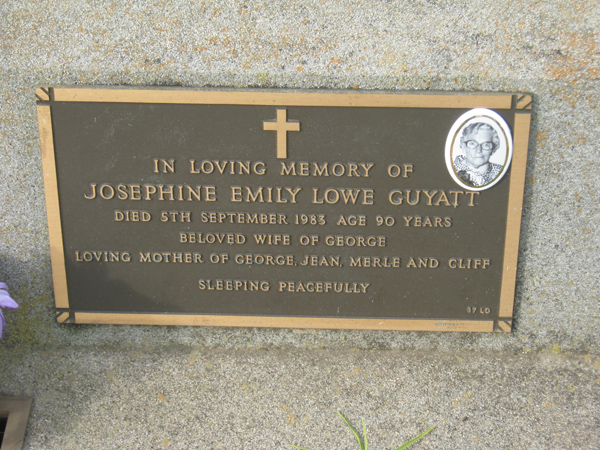 IN LOVING MEMORY OF
JOSEPHINE EMILY LOWE GUYATT
DIED 5TH SEPTEMBER 1983 AGE 90 YEARS
BELOVED WIFE OF GEORGE
LOVING MOTHER OF GEORGE, JEAN, MERLE AND CLIFF
SLEEPING PEACEFULLY